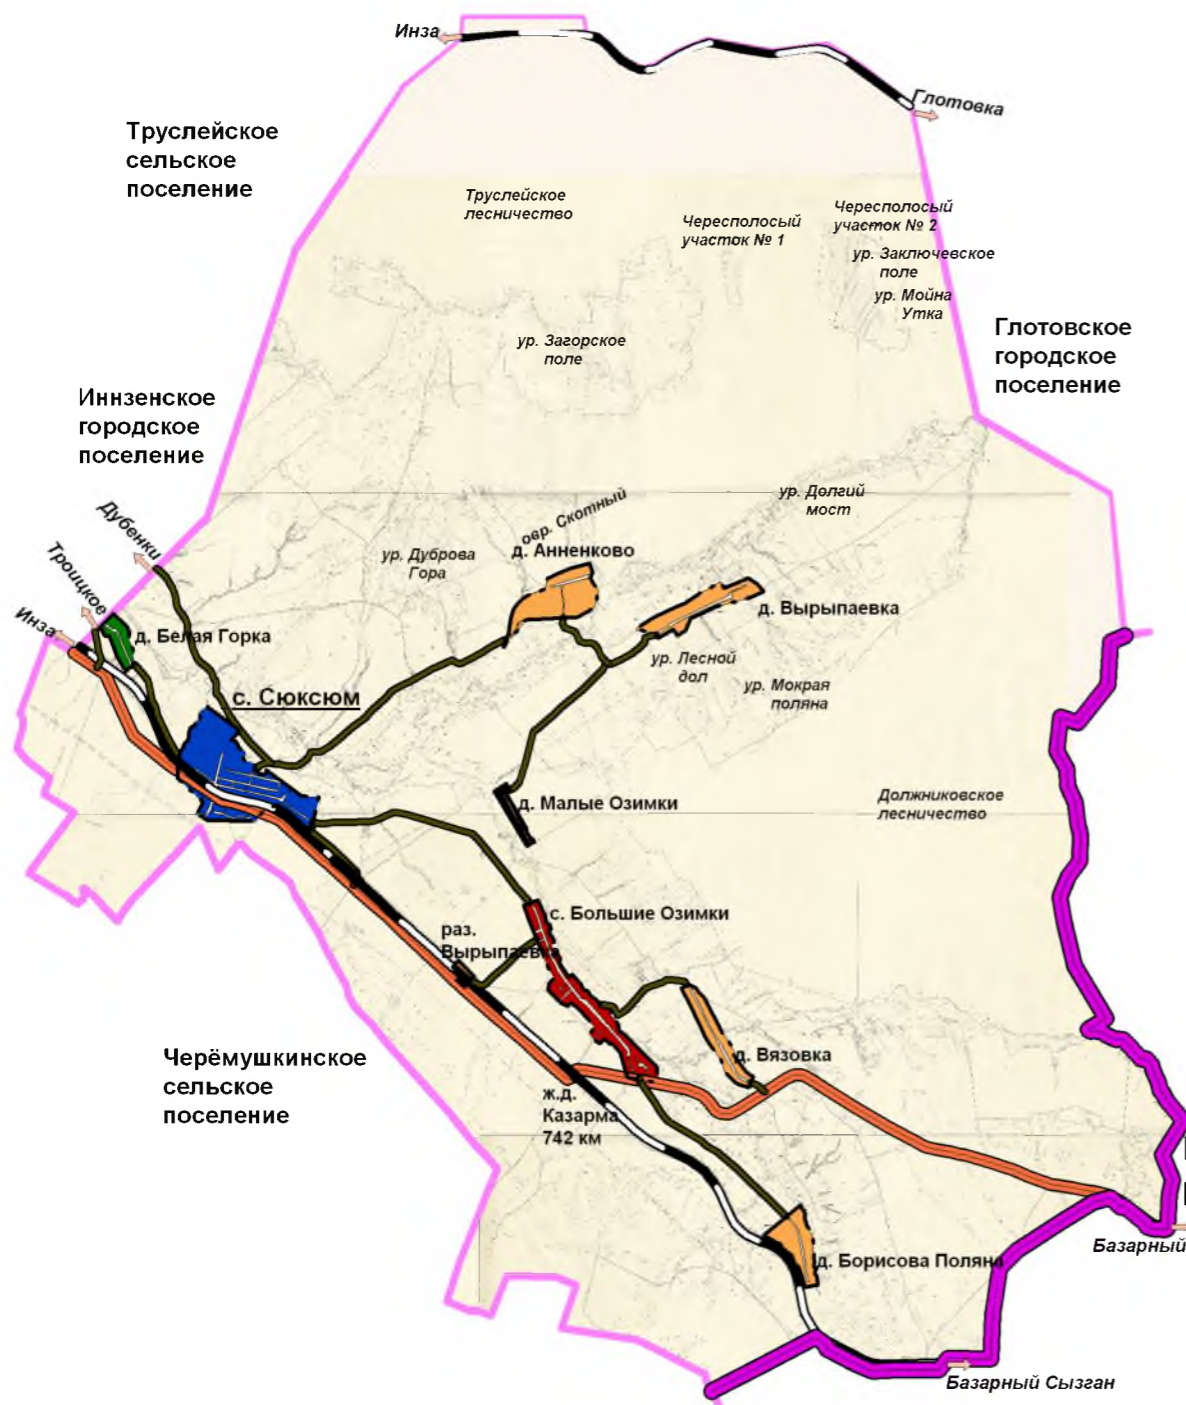 Инза
Глотовка
Труслейское
сельское
поселение
Труслейское
лесничество
Чересполосый
участок № 1
Чересполосый
участок № 2
ур. Заключевское
поле
ур. Мойна
Утка
ур. Загорское
поле
Глотовское
городское
поселение
Иннзенское
городское
поселение
ур. Долгий
мост
овр. Скотный
Дубенки
ур. Дуброва
Гора
д. Анненково
Троицкое
д. Вырыпаевка
Инза
д. Белая Горка
ур. Лесной
дол
ур. Мокрая
поляна
с. Сюксюм
д. Малые Озимки
Должниковское
лесничество
с. Большие Озимки
раз.
Вырыпаевка
Черёмушкинское
сельское
поселение
д. Вязовка
ж.д.
Казарма
742 км
Базарный
д. Борисова Поляна
Базарный Сызган